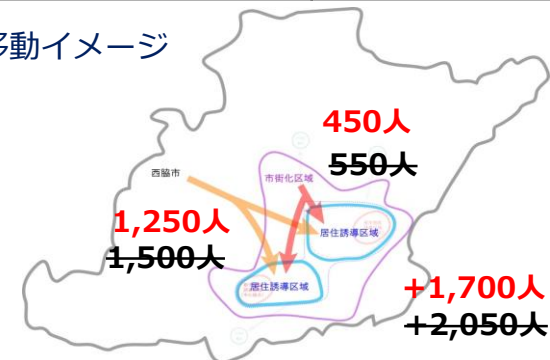 移動イメージ
450人
550人
西脇市
市街化区域
1,250人
1,500人
居住誘導区域
居住誘導区域
+1,700人
+2,050人